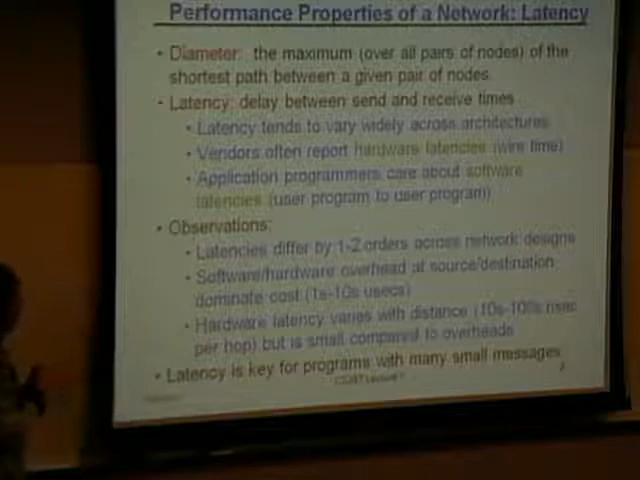 Performance Properties of a Network: Latency
• Diameter: the maximum (over all pairs of nodes) of the
shortest path between a given pair of nodes.
• Latency: delay between send and receive times
• Latency tends to vary widely across architectures
• Vendors often report hardware latencies (wire time)
• Application programmers care about software
latencies (user program to user program)
• Observations:
• Latencies differ by 1-2 orders across network designs
• Software/hardware overhead at source/destination
dominate cost (1s-10s usecs)
• Hardware latency varies with distance (10s-100s nsec
per hop) but is small compared to overheads
• Latency is key for programs with many small messages